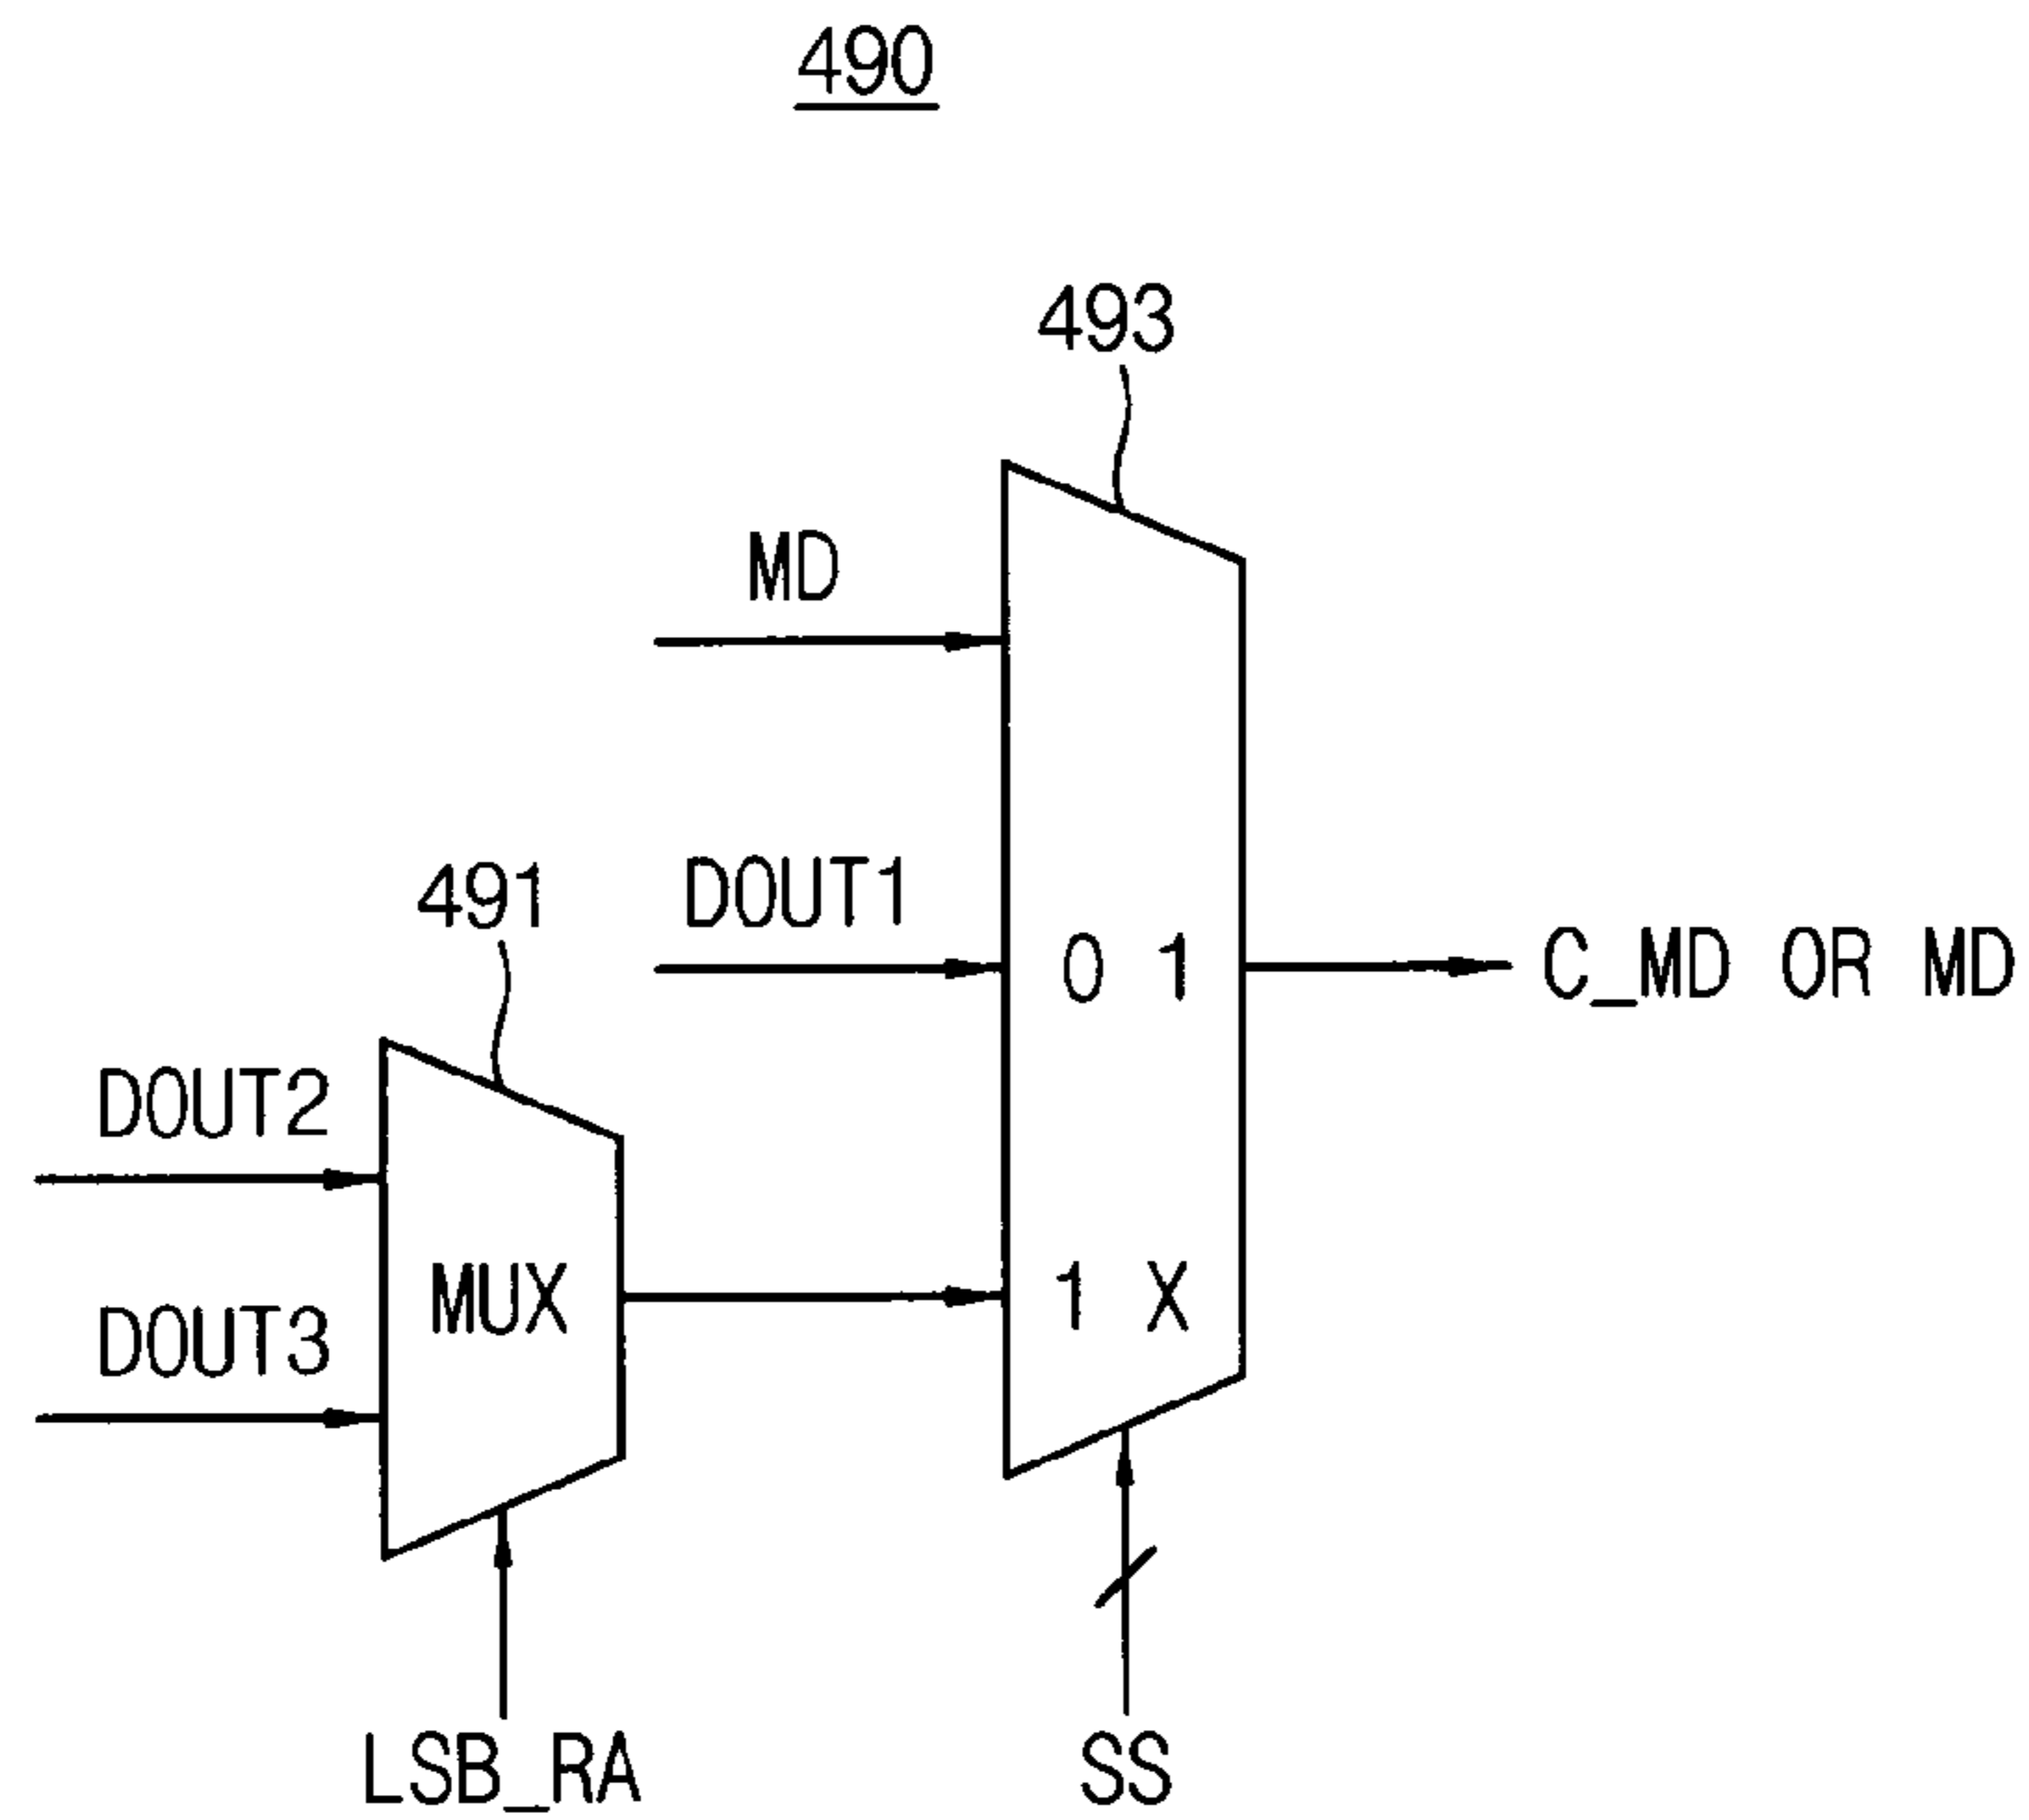 490
493
MD
491
DOUT1
0 1
C_MD OR MD
DOUT2
MUX
1 X
DOUT3
LSB_RA
SS